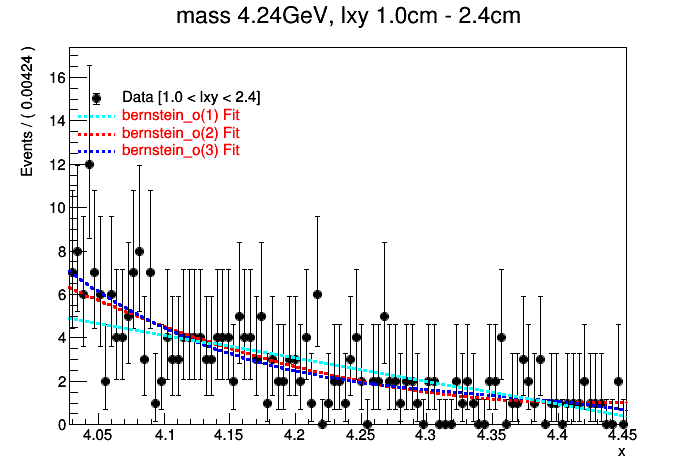 mass 4.24GeV, lxy 1.0cm - 2.4cm
Events / ( 0.00424 )
16
14
12
10
8
6
4
2
0
Data [1.0 < lxy < 2.4]
bernstein_o(1) Fit
bernstein_o(2) Fit
bernstein_o(3) Fit
4.05 4.1 4.15 4.2 4.25 4.3 4.35 4.4 4.45
x